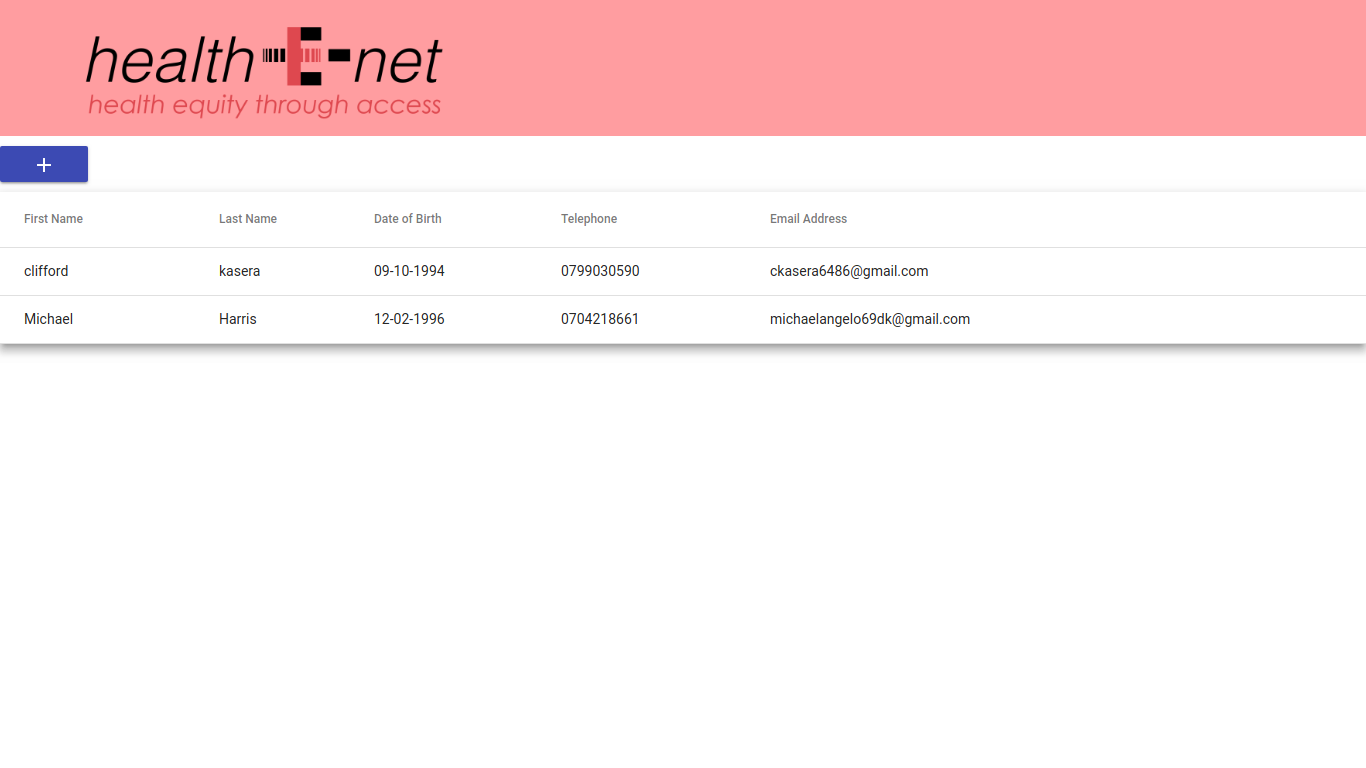 health E-net
health equity through access
+
First Name Last Name Date of Birth Telephone Email Address
clifford kasera 09-10-1994 0799030590 ckasera6486@gmail.com
Michael Harris 12-02-1996 0704218661 michaelangelo69dk@gmail.com